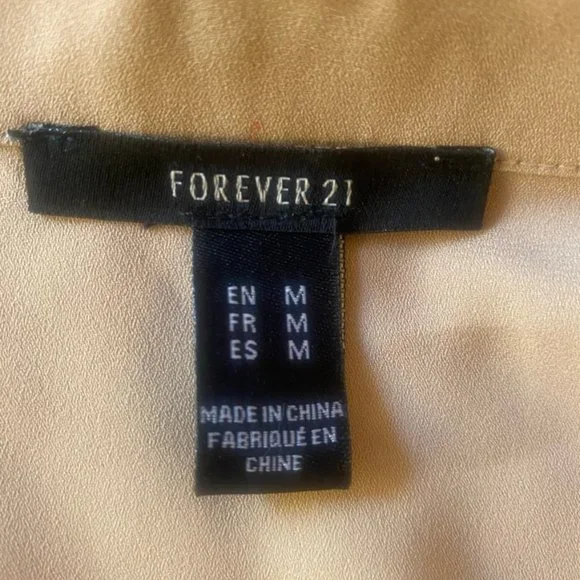 FOREVER 21
EN M
FR M
ES M
MADE IN CHINA
FABRIQUÉ EN
CHINE